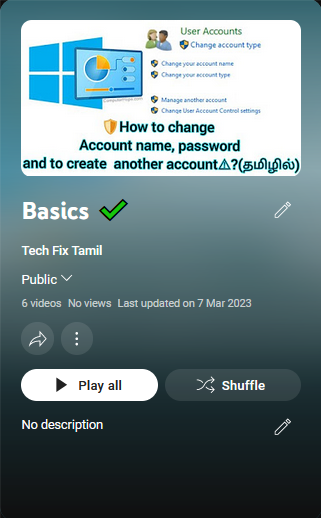 User Accounts
Change account type
Change your account name
Change your account type
Manage another account
Change User Account Control settings
How to change
Account name, password
and to create another account⚠?(தமிழில்)
Basics ✔
Tech Fix Tamil
Public
6 videos No views Last updated on 7 Mar 2023
Play all
Shuffle
No description